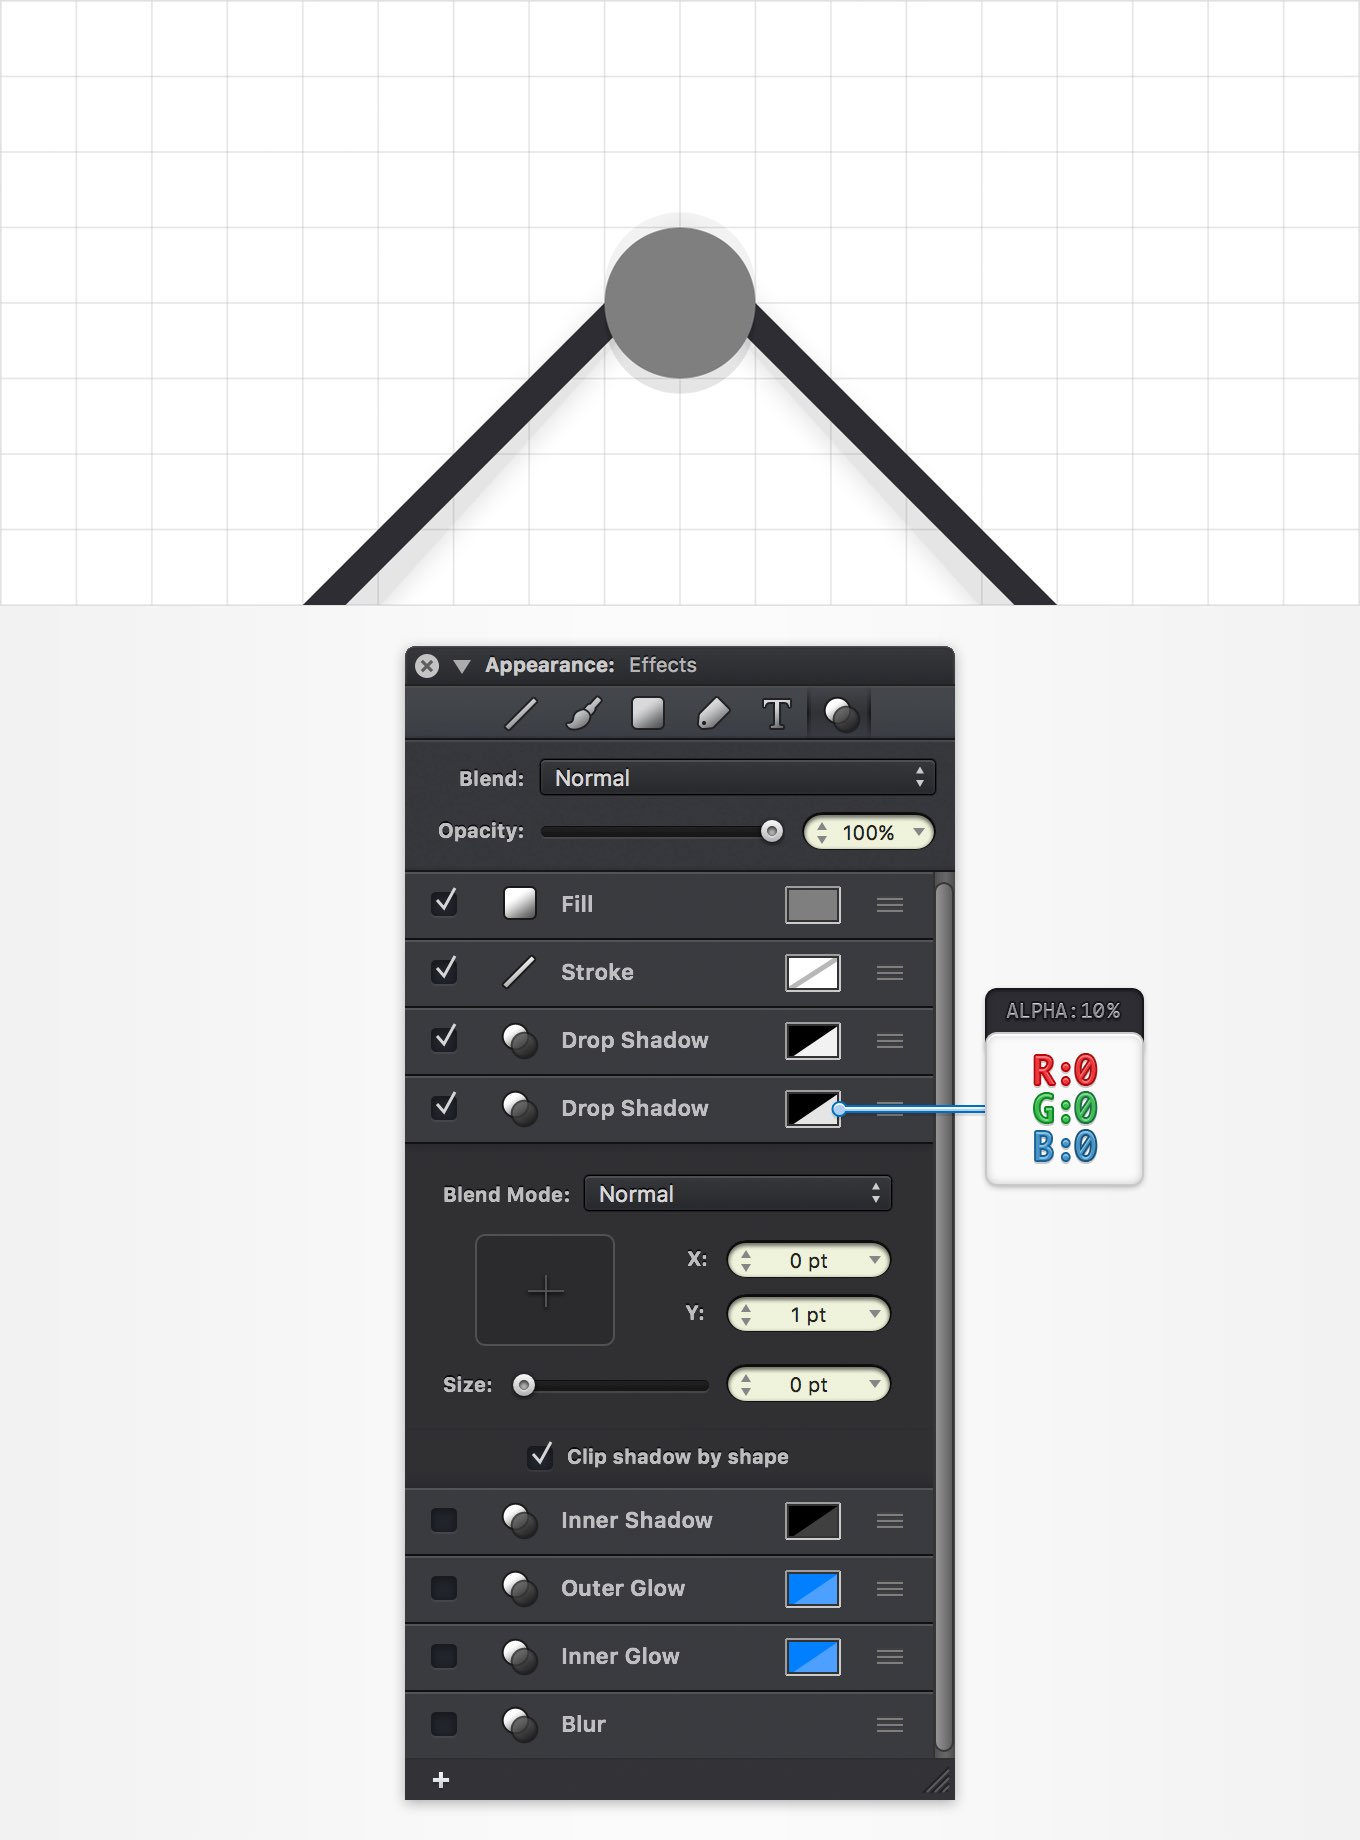 Appearance: Effects
T
Blend: Normal
Opacity: 100%
Fill
Stroke
Drop Shadow
Drop Shadow
ALPHA:10%
R:0
G:0
B:0
Blend Mode: Normal
X: 0 pt
Y: 1 pt
Size: 0 pt
Clip shadow by shape
Inner Shadow
Outer Glow
Inner Glow
Blur